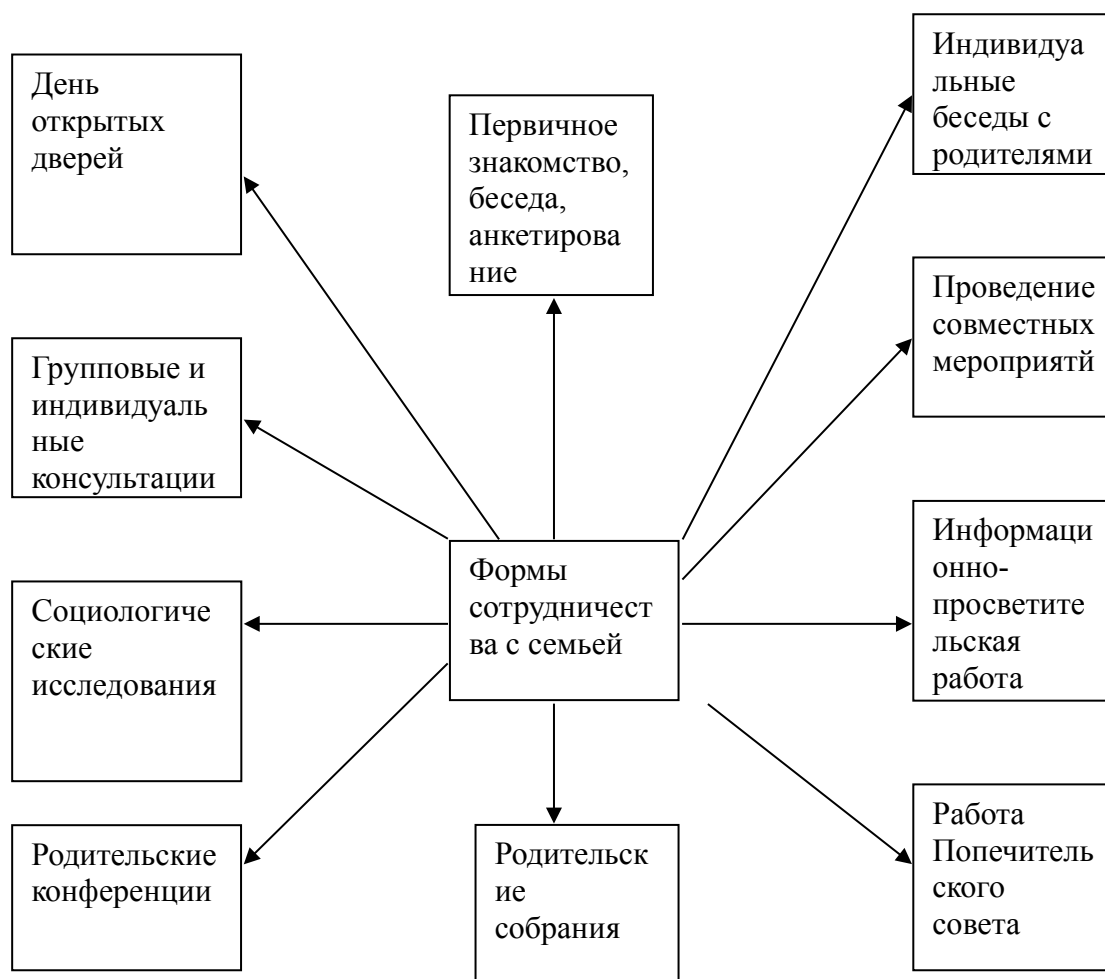 День
открытых
дверей
Первичное
знакомство,
беседа,
анкетирова
ние
Индивидуа
льные
беседы с
родителями
Групповые и
индивидуаль
ные
консультации
Проведение
совместных
мероприятй
Социологиче
ские
исследования
Формы
сотрудничест
ва с семьей
Информаци
онно-
просветите
льская
работа
Родительские
конференции
Родительск
ие
собрания
Работа
Попечитель
ского
совета